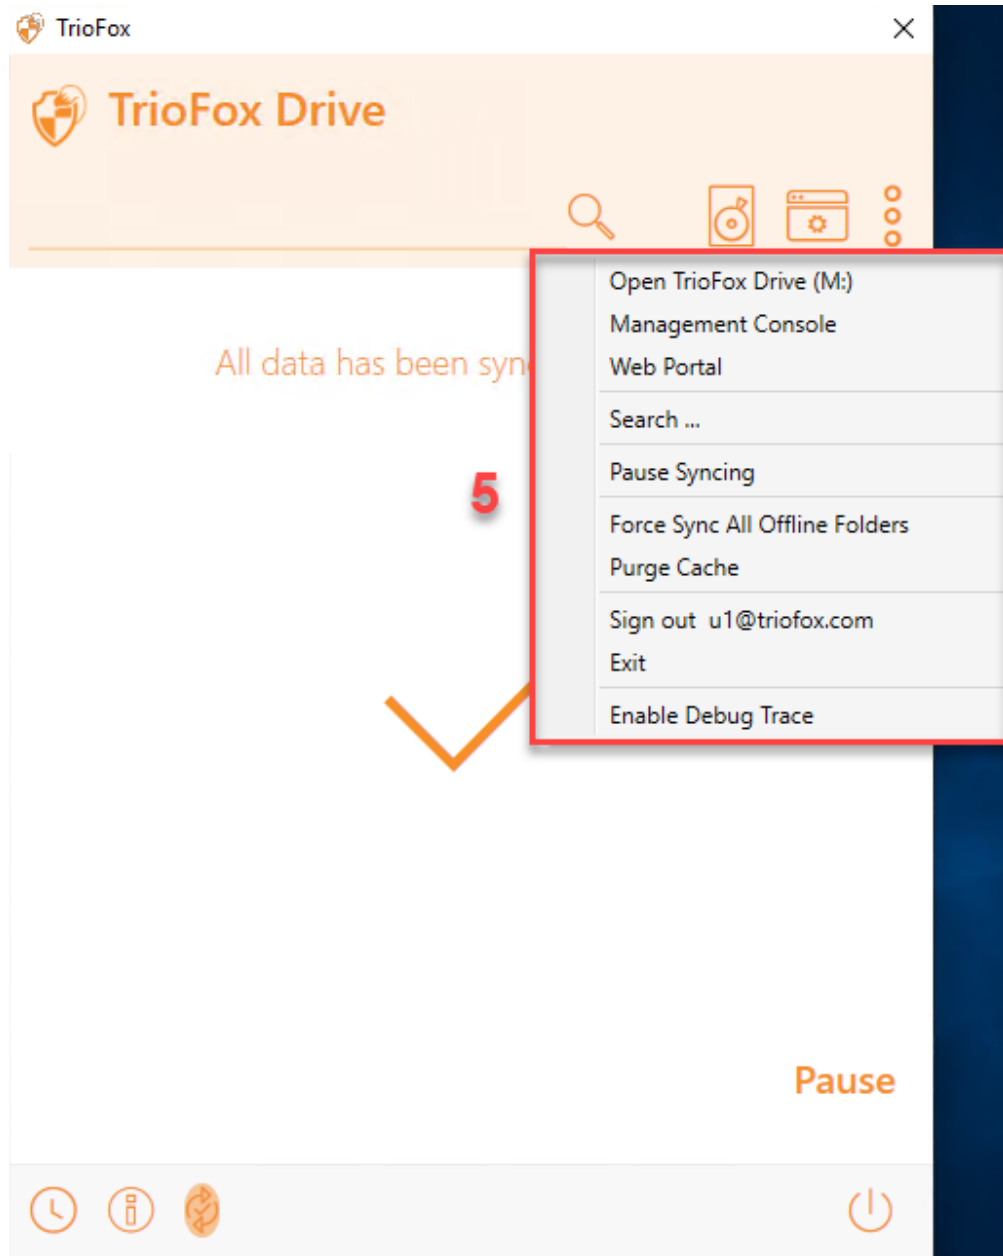 TrioFox
TrioFox Drive
Open TrioFox Drive (M:)
Management Console
Web Portal
All data has been syn
Search ...
Pause Syncing
5
Force Sync All Offline Folders
Purge Cache
Sign out u1@triofox.com
Exit
Enable Debug Trace
Pause